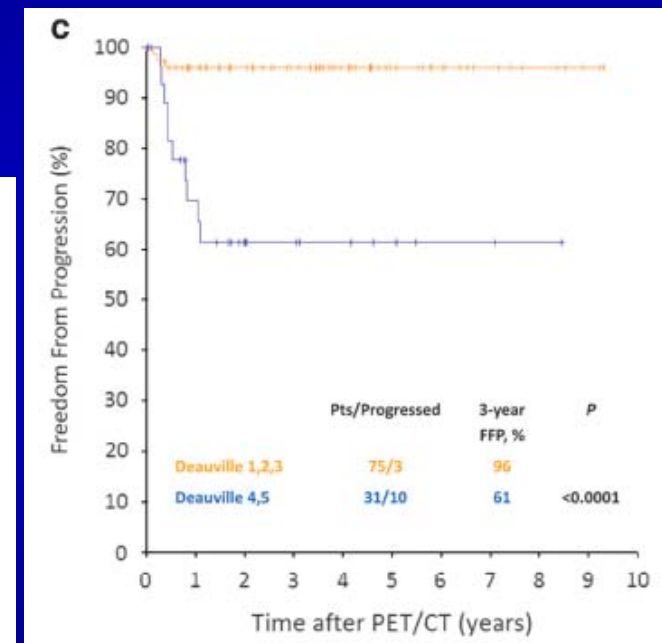 C
Freedom From Progression (%)
100
90
80
70
60
50
40
30
20
10
0
Pts/Progressed 3-year FFP, % P
Deauville 1,2,3 75/3 96
Deauville 4,5 31/10 61 <0.0001
0 1 2 3 4 5 6 7 8 9 10
Time after PET/CT (years)